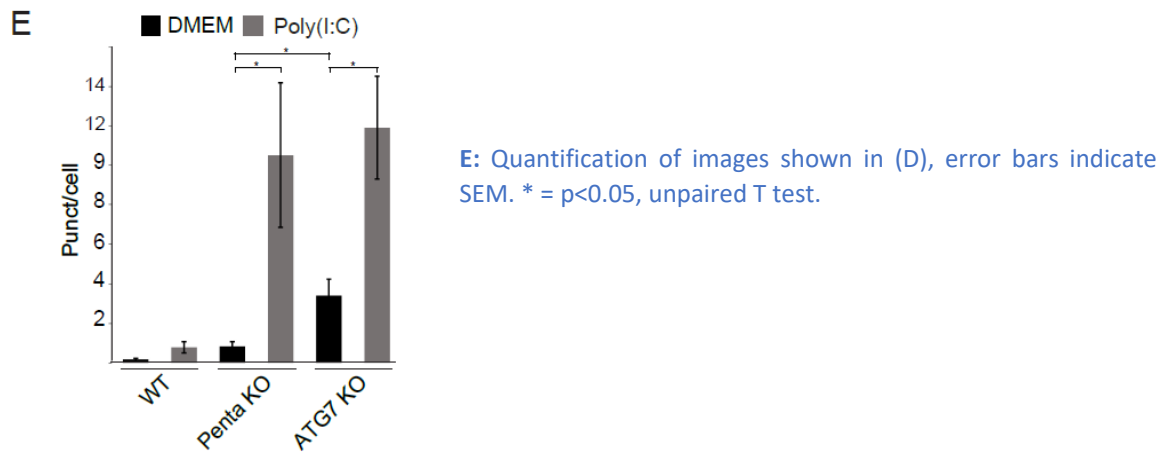 E
DMEM Poly(I:C)
* 
* *
14
12
9
8
6
4
2
Punct/cell
WT
Penta KO
ATG7 KO
E: Quantification of images shown in (D), error bars indicate
SEM. * = p<0.05, unpaired T test.